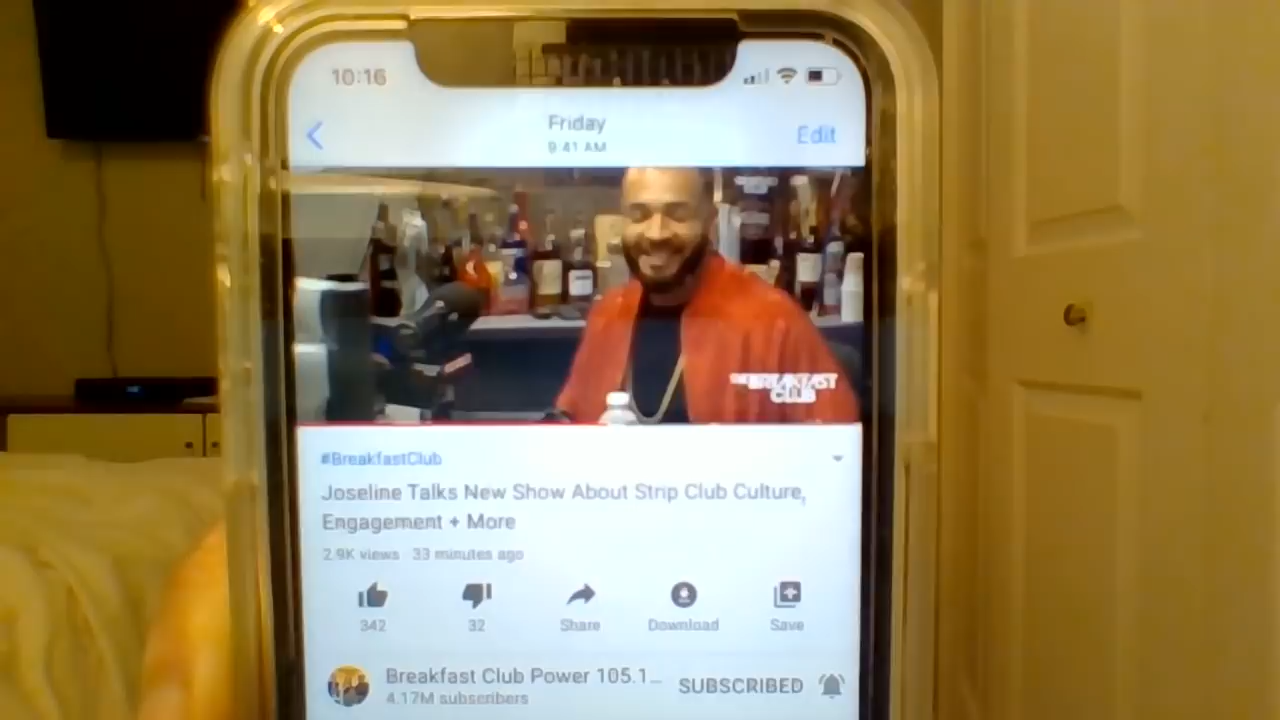 10:16
Friday
9:41 AM
Edit
THE BREAKFAST
CLUB
#BreakfastClub
Joseline Talks New Show About Strip Club Culture,
Engagement + More
2.9K views 33 minutes ago
342
32
Share
Download
Save
Breakfast Club Power 105.1...
4.17M subscribers
SUBSCRIBED